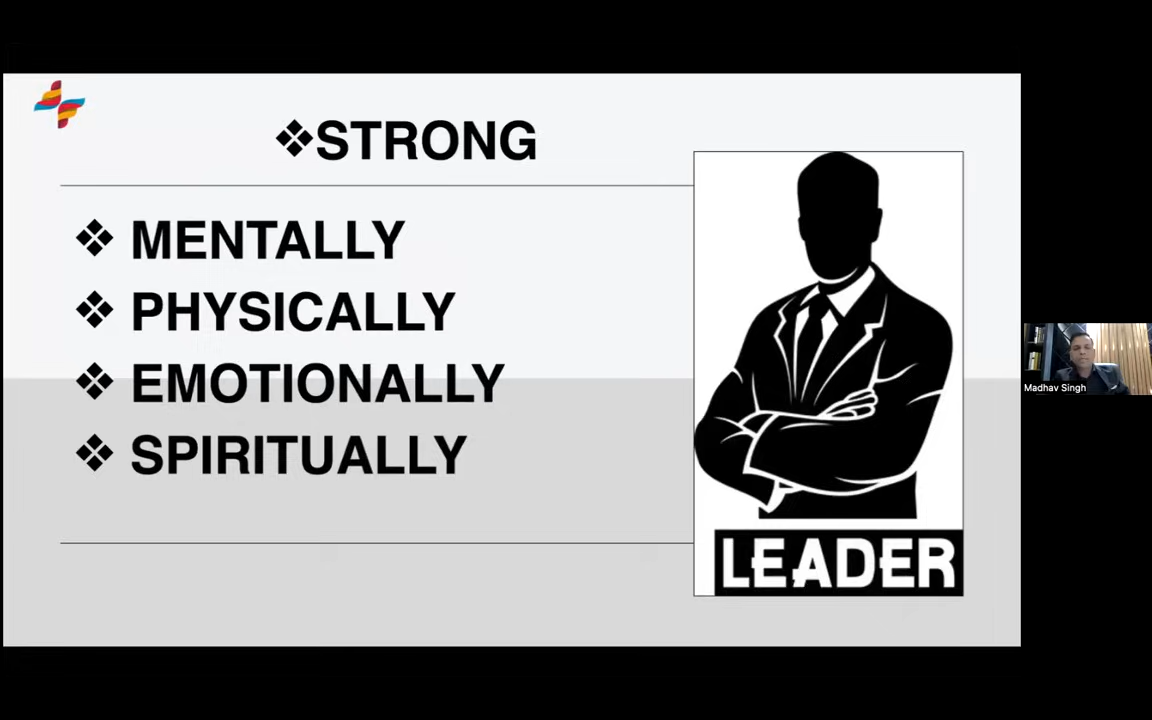 ❖STRONG
❖ MENTALLY
❖ PHYSICALLY
❖ EMOTIONALLY
❖ SPIRITUALLY
LEADER
Madhav Singh